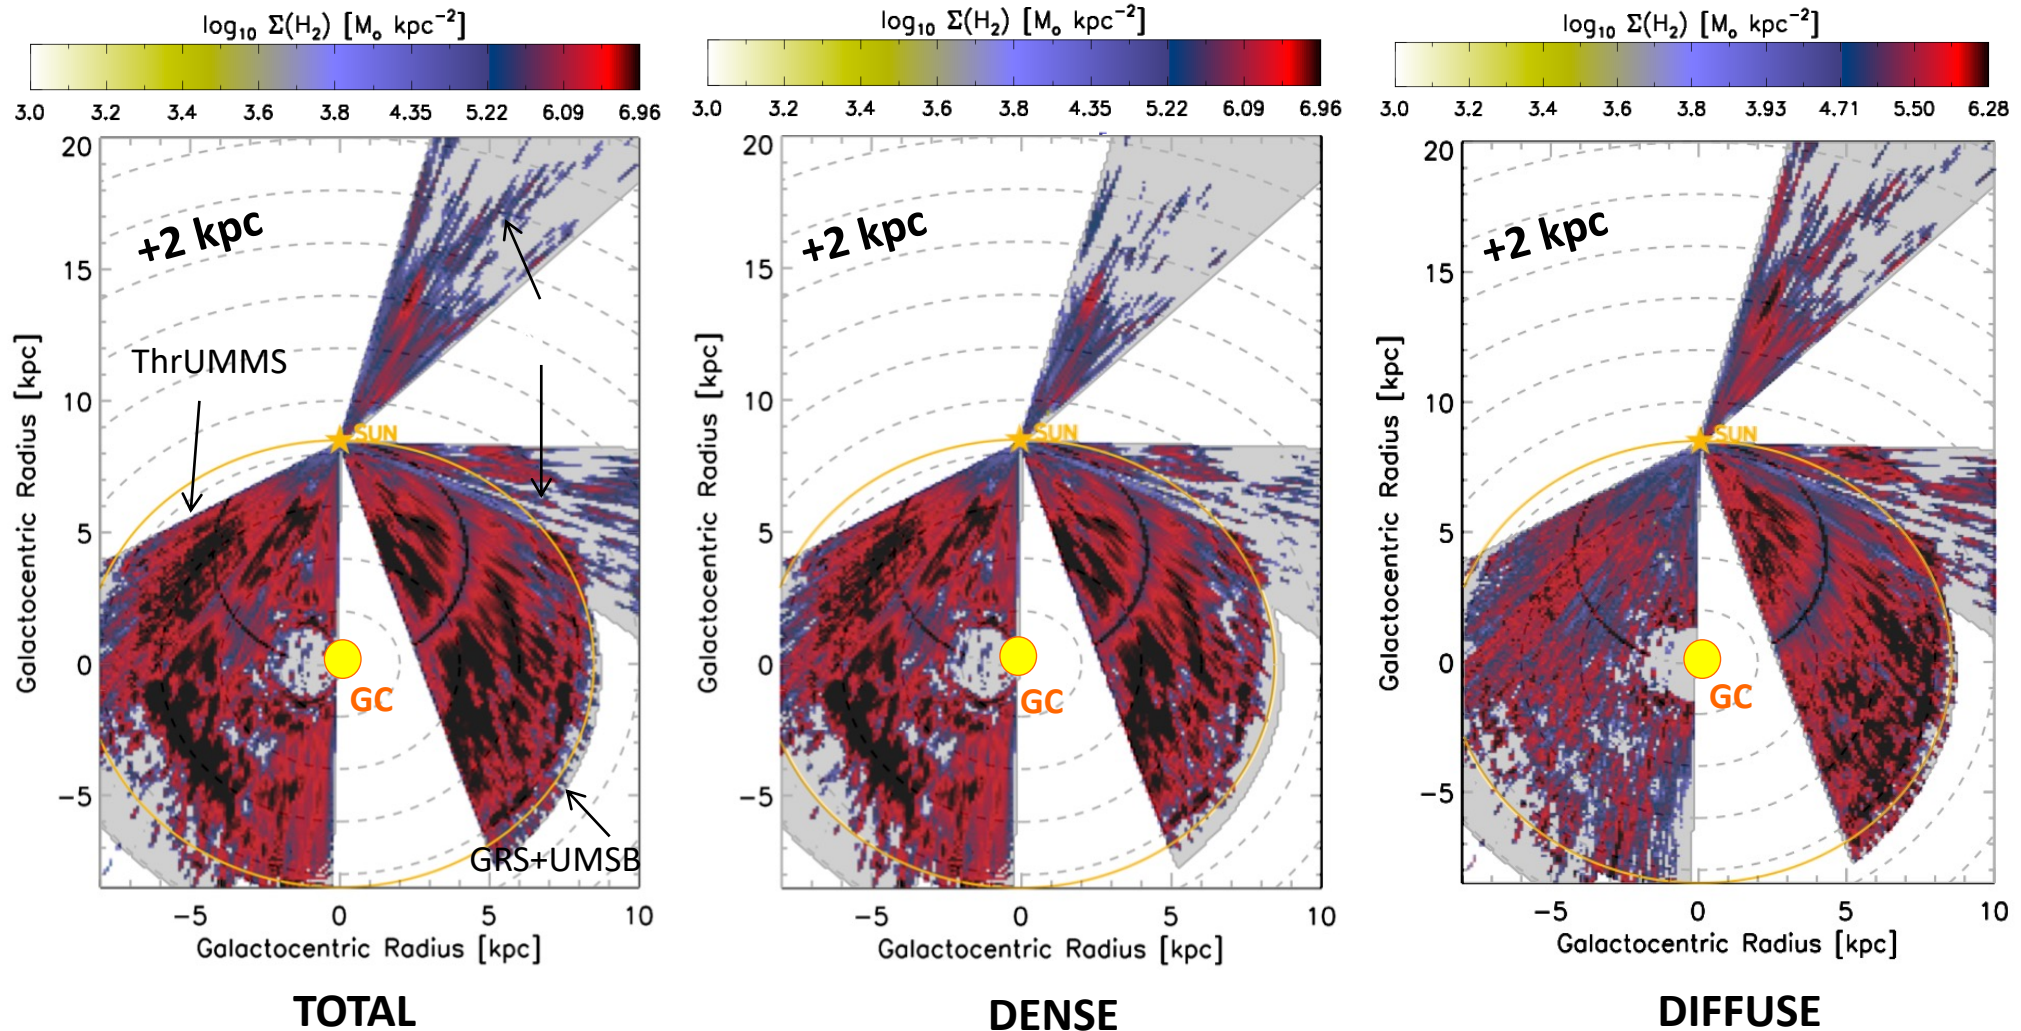 log₁₀ Σ(H₂) [M₀ kpc⁻²]
3.0 3.2 3.4 3.6 3.8 4.35 5.22 6.09 6.96
20
15
10
5
0
−5
Galactocentric Radius [kpc]
+2 kpc
ThrUMMS
SUN
GC
GRS+UMSB
−5 0 5 10
Galactocentric Radius [kpc]
TOTAL
log₁₀ Σ(H₂) [M₀ kpc⁻²]
3.0 3.2 3.4 3.6 3.8 4.35 5.22 6.09 6.96
20
15
10
5
0
−5
Galactocentric Radius [kpc]
+2 kpc
SUN
GC
−5 0 5 10
Galactocentric Radius [kpc]
DENSE
log₁₀ Σ(H₂) [M₀ kpc⁻²]
3.0 3.2 3.4 3.6 3.8 3.93 4.71 5.50 6.28
20
15
10
5
0
−5
Galactocentric Radius [kpc]
+2 kpc
SUN
GC
−5 0 5 10
Galactocentric Radius [kpc]
DIFFUSE